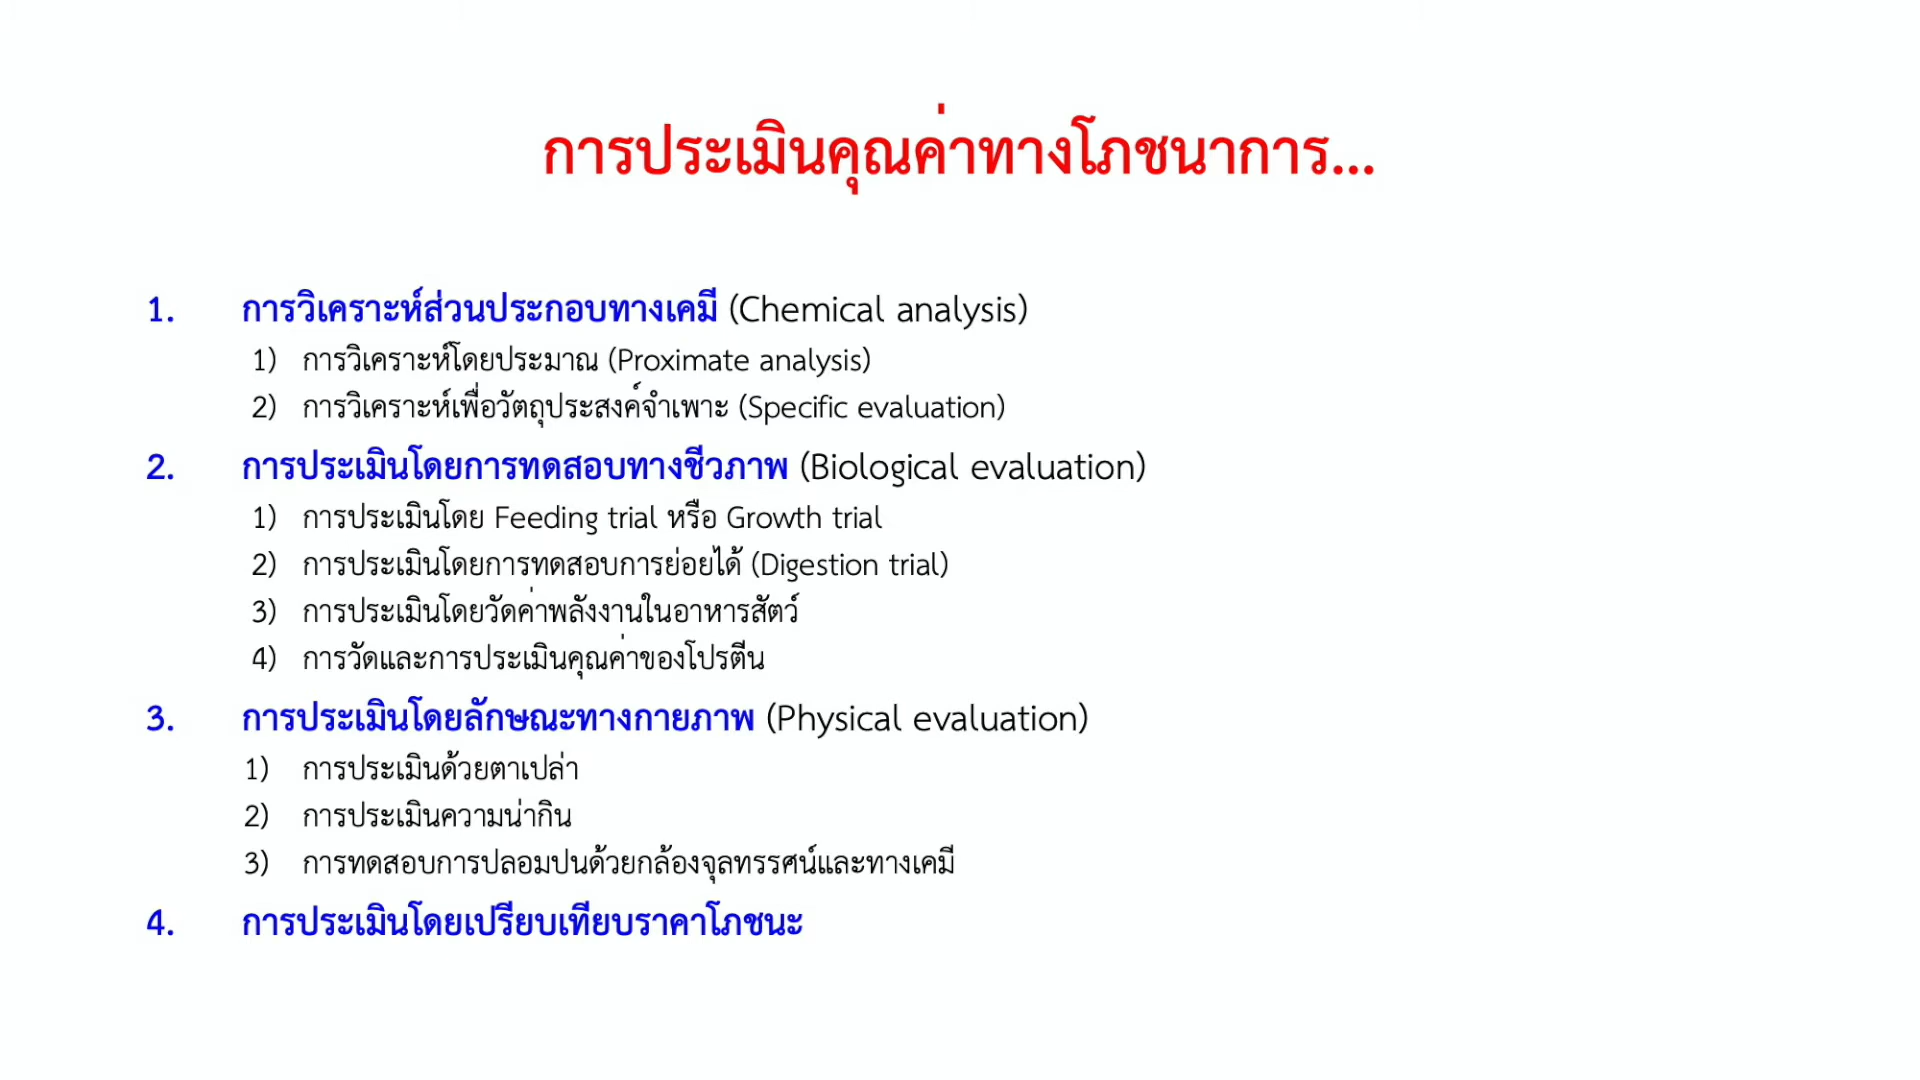 การประเมินคุณค่าทางโภชนาการ...
1. การวิเคราะห์ส่วนประกอบทางเคมี (Chemical analysis)
1) การวิเคราะห์โดยประมาณ (Proximate analysis)
2) การวิเคราะห์เพื่อวัตถุประสงค์จำเพาะ (Specific evaluation)
2. การประเมินโดยการทดสอบทางชีวภาพ (Biological evaluation)
1) การประเมินโดย Feeding trial หรือ Growth trial
2) การประเมินโดยการทดสอบการย่อยได้ (Digestion trial)
3) การประเมินโดยวัดค่าพลังงานในอาหารสัตว์
4) การวัดและการประเมินคุณค่าของโปรตีน
3. การประเมินโดยลักษณะทางกายภาพ (Physical evaluation)
1) การประเมินด้วยตาเปล่า
2) การประเมินความน่ากิน
3) การทดสอบการปลอมปนด้วยกล้องจุลทรรศน์และทางเคมี
4. การประเมินโดยเปรียบเทียบราคาโภชนะ